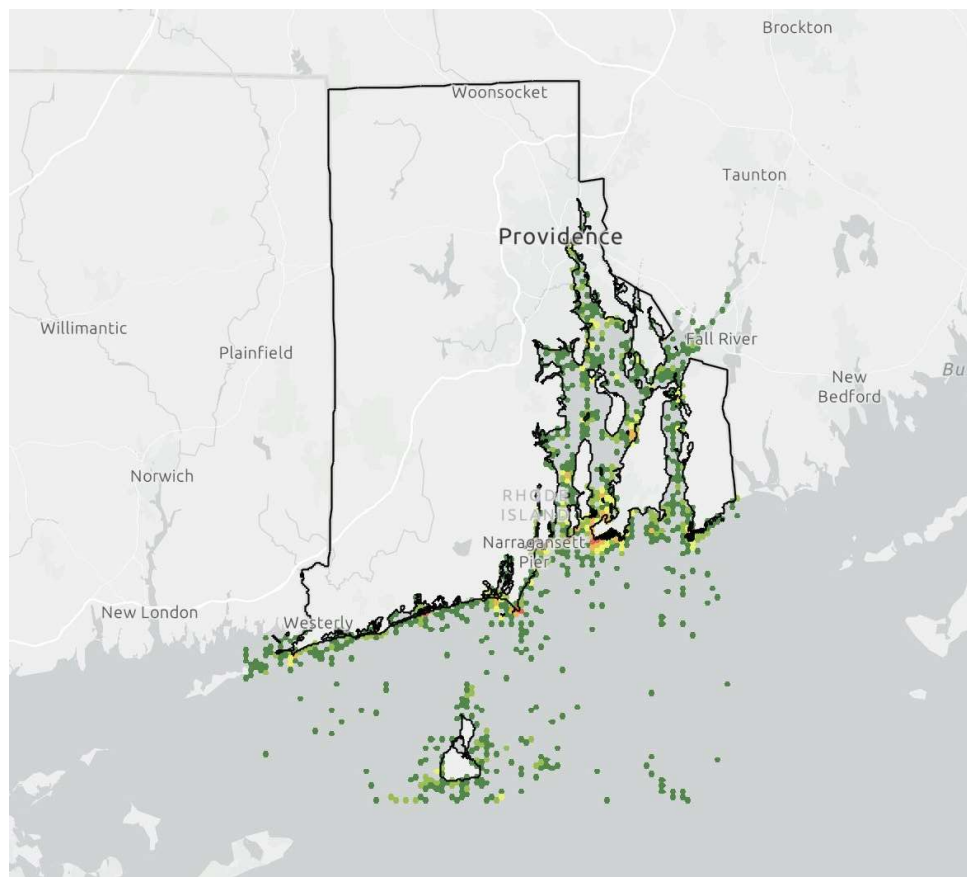 Brockton
Woonsocket
Taunton
Providence
Willimantic
Fall River
Plainfield
Bu
New
Bedford
Norwich
RHODE
ISLAND
Narragansett
Pier
New London
Westerly